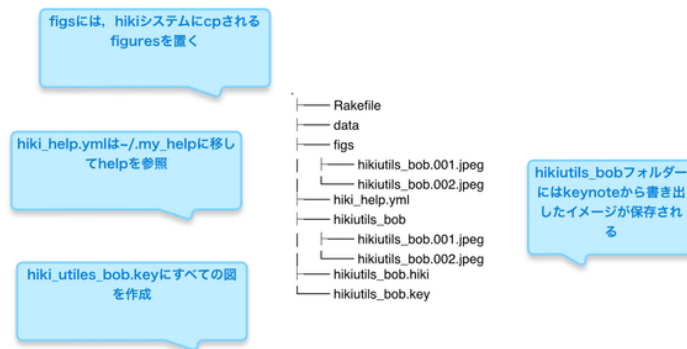 figsには，hikiシステムにcpされる
figuresを置く
hiki_help.ymlは~/.my_helpに移し
てhelpを参照
hiki_utiles_bob.keyにすべての図
を作成
.
├── Rakefile
├── data
├── figs
│   ├── hikiutils_bob.001.jpeg
│   └── hikiutils_bob.002.jpeg
├── hiki_help.yml
├── hikiutils_bob
│   ├── hikiutils_bob.001.jpeg
│   └── hikiutils_bob.002.jpeg
├── hikiutils_bob.hiki
└── hikiutils_bob.key
hikiutils_bobフォルダー
にはkeynoteから書き出
したイメージが保存され
る